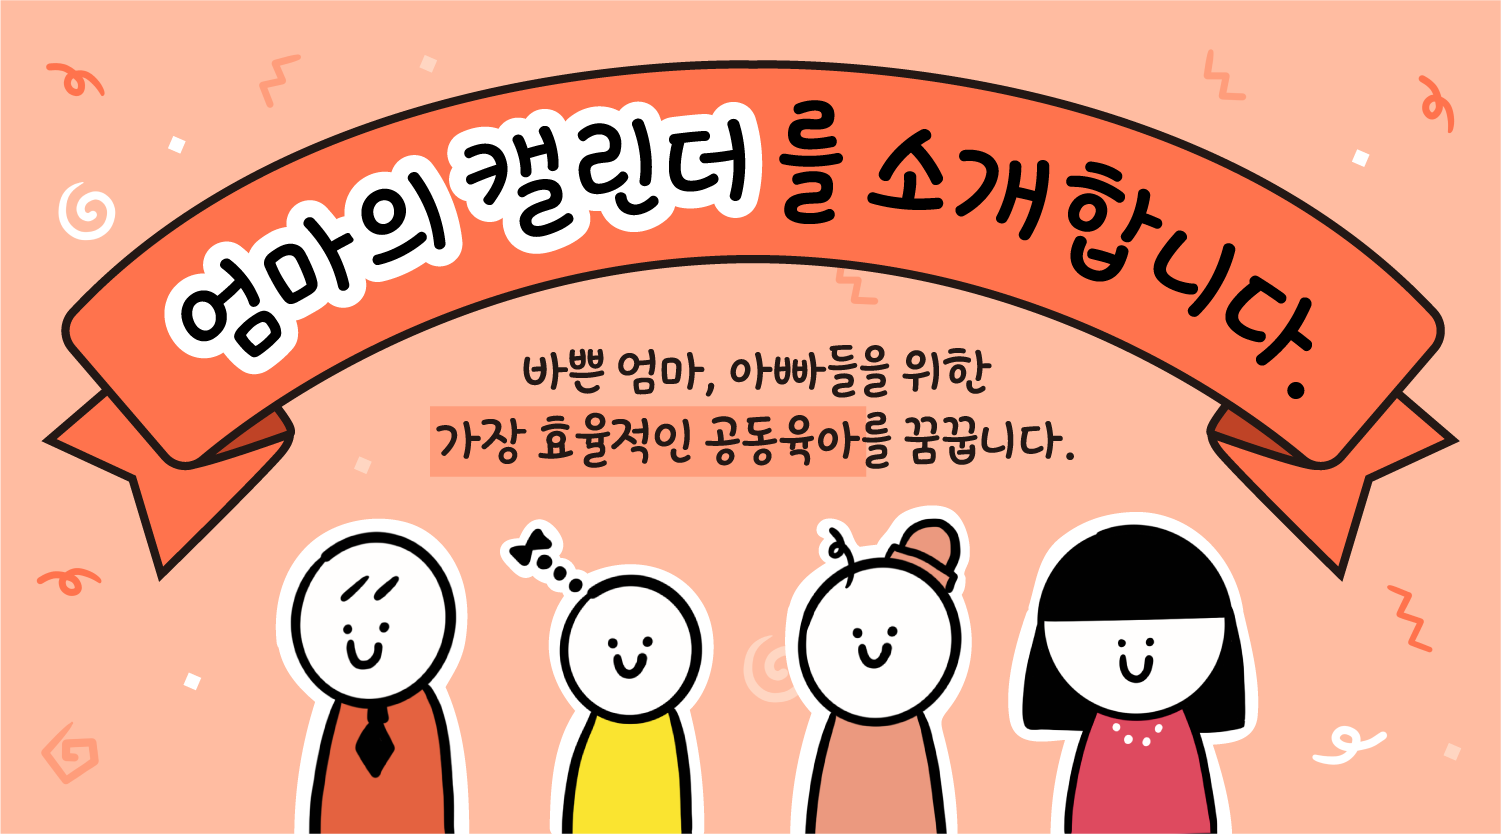 엄마의 캘린더를 소개합니다.
바쁜 엄마, 아빠들을 위한
가장 효율적인 공동육아를 꿈꿉니다.